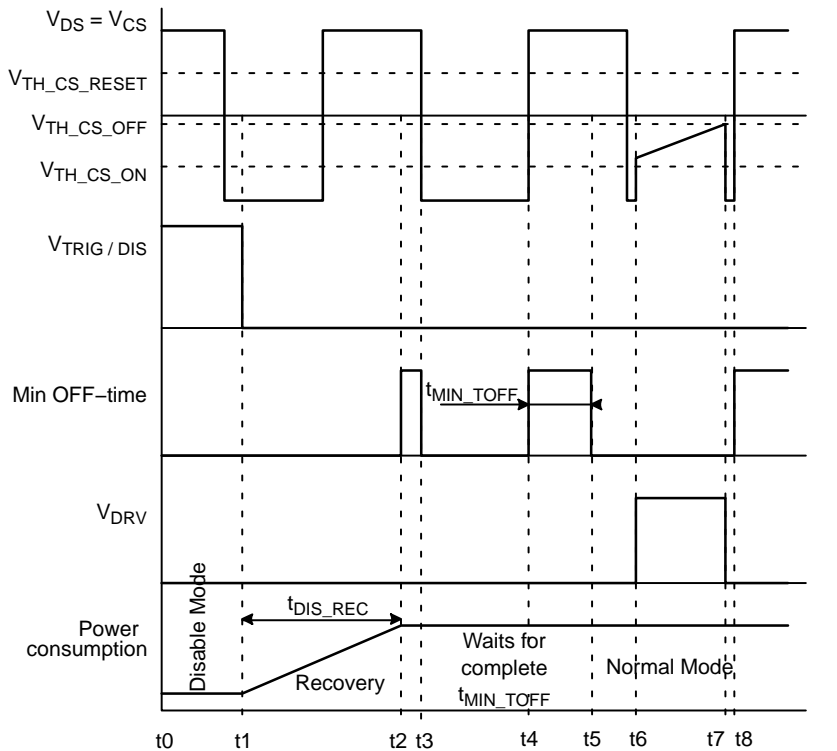 VDS = VCS
VTH_CS_RESET
VTH_CS_OFF
VTH_CS_ON
VTRIG / DIS
Min OFF−time
tMIN_TOFF
VDRV
Power
consumption
Disable Mode
tDIS_REC
Recovery
Waits for
complete
tMIN_TOFF
Normal Mode
t0 t1 t2 t3 t4 t5 t6 t7 t8